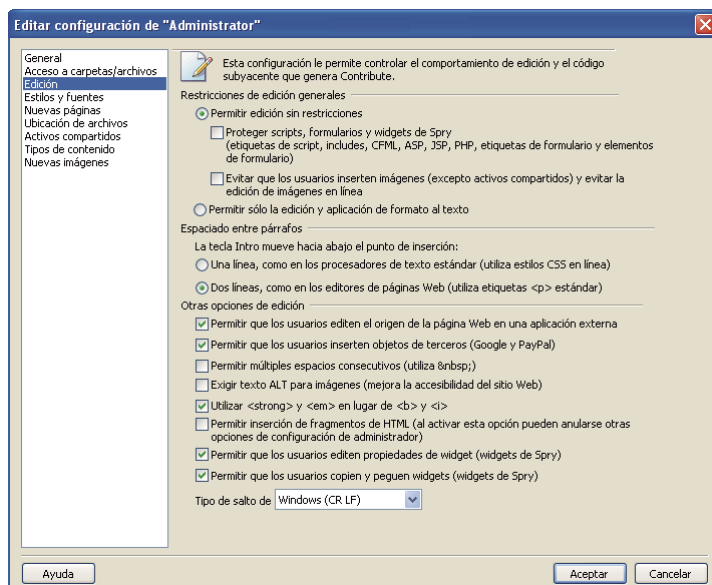 Editar configuración de "Administrator"
General
Acceso a carpetas/archivos
Edición
Estilos y fuentes
Nuevas páginas
Ubicación de archivos
Activos compartidos
Tipos de contenido
Nuevas imágenes
Esta configuración le permite controlar el comportamiento de edición y el código
subyacente que genera Contribute.
Restricciones de edición generales
Permitir edición sin restricciones
Proteger scripts, formularios y widgets de Spry
(etiquetas de script, includes, CFML, ASP, JSP, PHP, etiquetas de formulario y elementos
de formulario)
Evitar que los usuarios inserten imágenes (excepto activos compartidos) y evitar la
edición de imágenes en línea
Permitir sólo la edición y aplicación de formato al texto
Espaciado entre párrafos
La tecla Intro mueve hacia abajo el punto de inserción:
Una línea, como en los procesadores de texto estándar (utiliza estilos CSS en línea)
Dos líneas, como en los editores de páginas Web (utiliza etiquetas <p> estándar)
Otras opciones de edición
Permitir que los usuarios editen el origen de la página Web en una aplicación externa
Permitir que los usuarios inserten objetos de terceros (Google y PayPal)
Permitir múltiples espacios consecutivos (utiliza &nbsp;)
Exigir texto ALT para imágenes (mejora la accesibilidad del sitio Web)
Utilizar <strong> y <em> en lugar de <b> y <i>
Permitir inserción de fragmentos de HTML (al activar esta opción pueden anularse otras
opciones de configuración de administrador)
Permitir que los usuarios editen propiedades de widget (widgets de Spry)
Permitir que los usuarios copien y peguen widgets (widgets de Spry)
Tipo de salto de Windows (CR LF)
Ayuda Aceptar Cancelar